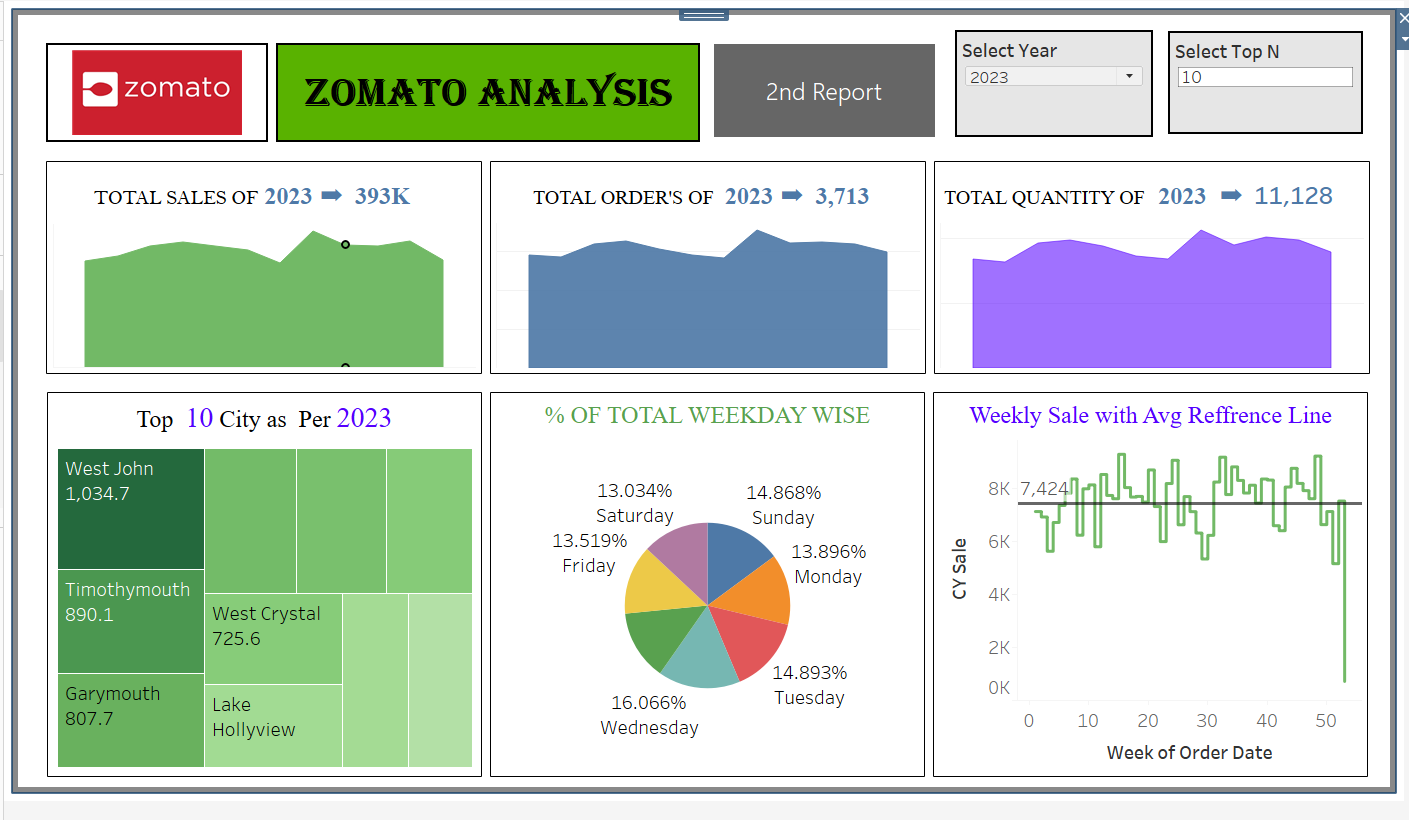 zomato
ZOMATO ANALYSIS
2nd Report
Select Year
2023
Select Top N
10
TOTAL SALES OF 2023 ➡ 393K
TOTAL ORDER'S OF 2023 ➡ 3,713
TOTAL QUANTITY OF 2023 ➡ 11,128
Top 10 City as Per 2023
West John
1,034.7
Timothymouth
890.1
Garymouth
807.7
West Crystal
725.6
Lake
Hollyview
% OF TOTAL WEEKDAY WISE
13.034%
Saturday
14.868%
Sunday
13.519%
Friday
13.896%
Monday
14.893%
Tuesday
16.066%
Wednesday
Weekly Sale with Avg Reffrence Line
8K
7,424
6K
4K
2K
0K
CY Sale
0 10 20 30 40 50
Week of Order Date